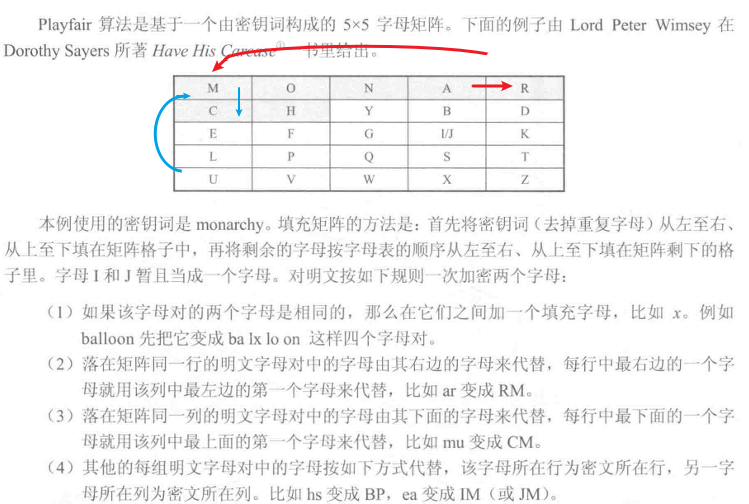 Playfair 算法是基于一个由密钥词构成的 5×5 字母矩阵。下面的例子由 Lord Peter Wimsey 在
Dorothy Sayers 所著 Have His Carcase① 一书里给出。
M O N A R
C H Y B D
E F G I/J K
L P Q S T
U V W X Z
本例使用的密钥词是 monarchy。填充矩阵的方法是：首先将密钥词（去掉重复字母）从左至右、
从上至下填在矩阵格子中，再将剩余的字母按字母表的顺序从左至右、从上至下填在矩阵剩下的格
子里。字母 I 和 J 暂且当成一个字母。对明文按如下规则一次加密两个字母：
（1）如果该字母对的两个字母是相同的，那么在它们之间加一个填充字母，比如 x。例如
balloon 先把它变成 ba lx lo on 这样四个字母对。
（2）落在矩阵同一行的明文字母对中的字母由其右边的字母来代替，每行中最右边的一个字
母就用该列中最左边的第一个字母来代替，比如 ar 变成 RM。
（3）落在矩阵同一列的明文字母对中的字母由其下面的字母来代替，每行中最下面的一个字
母就用该列中最上面的第一个字母来代替，比如 mu 变成 CM。
（4）其他的每组明文字母对中的字母按如下方式代替，该字母所在行为密文所在行，另一字
母所在列为密文所在列。比如 hs 变成 BP，ea 变成 IM（或 JM）。